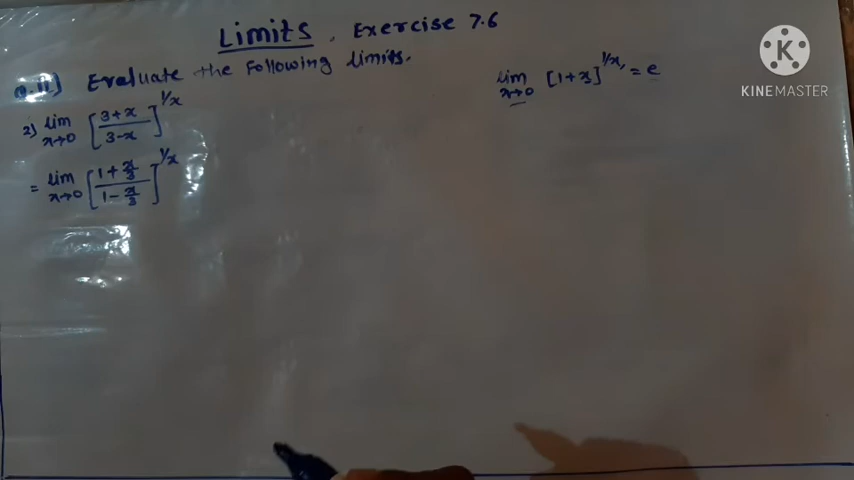 Limits, Exercise 7.6
Q.II) Evaluate the following limits.
2) lim x→0 [3+x / 3-x]^1/x
= lim x→0 [1+x/3 / 1-x/3]^1/x
lim x→0 [1+x]^1/x, = e
KINEMASTER